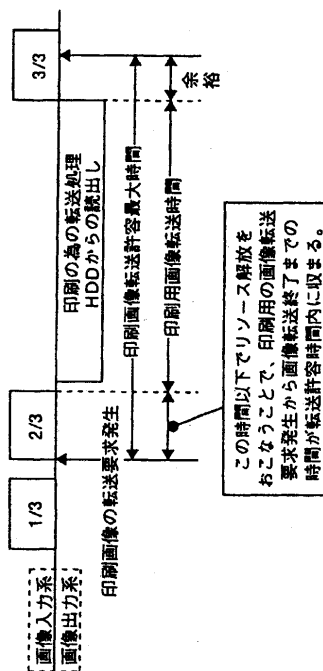 画像入力系
画像出力系
1/3
2/3
3/3
印刷画像の転送要求発生
印刷の為の転送処理
HDDからの読出し
印刷画像転送許容最大時間
印刷用画像転送時間
余裕
この時間以下でリソース解放を
おこなうことで、印刷用の画像転送
要求発生から画像転送終了までの
時間が転送許容時間内に収まる。